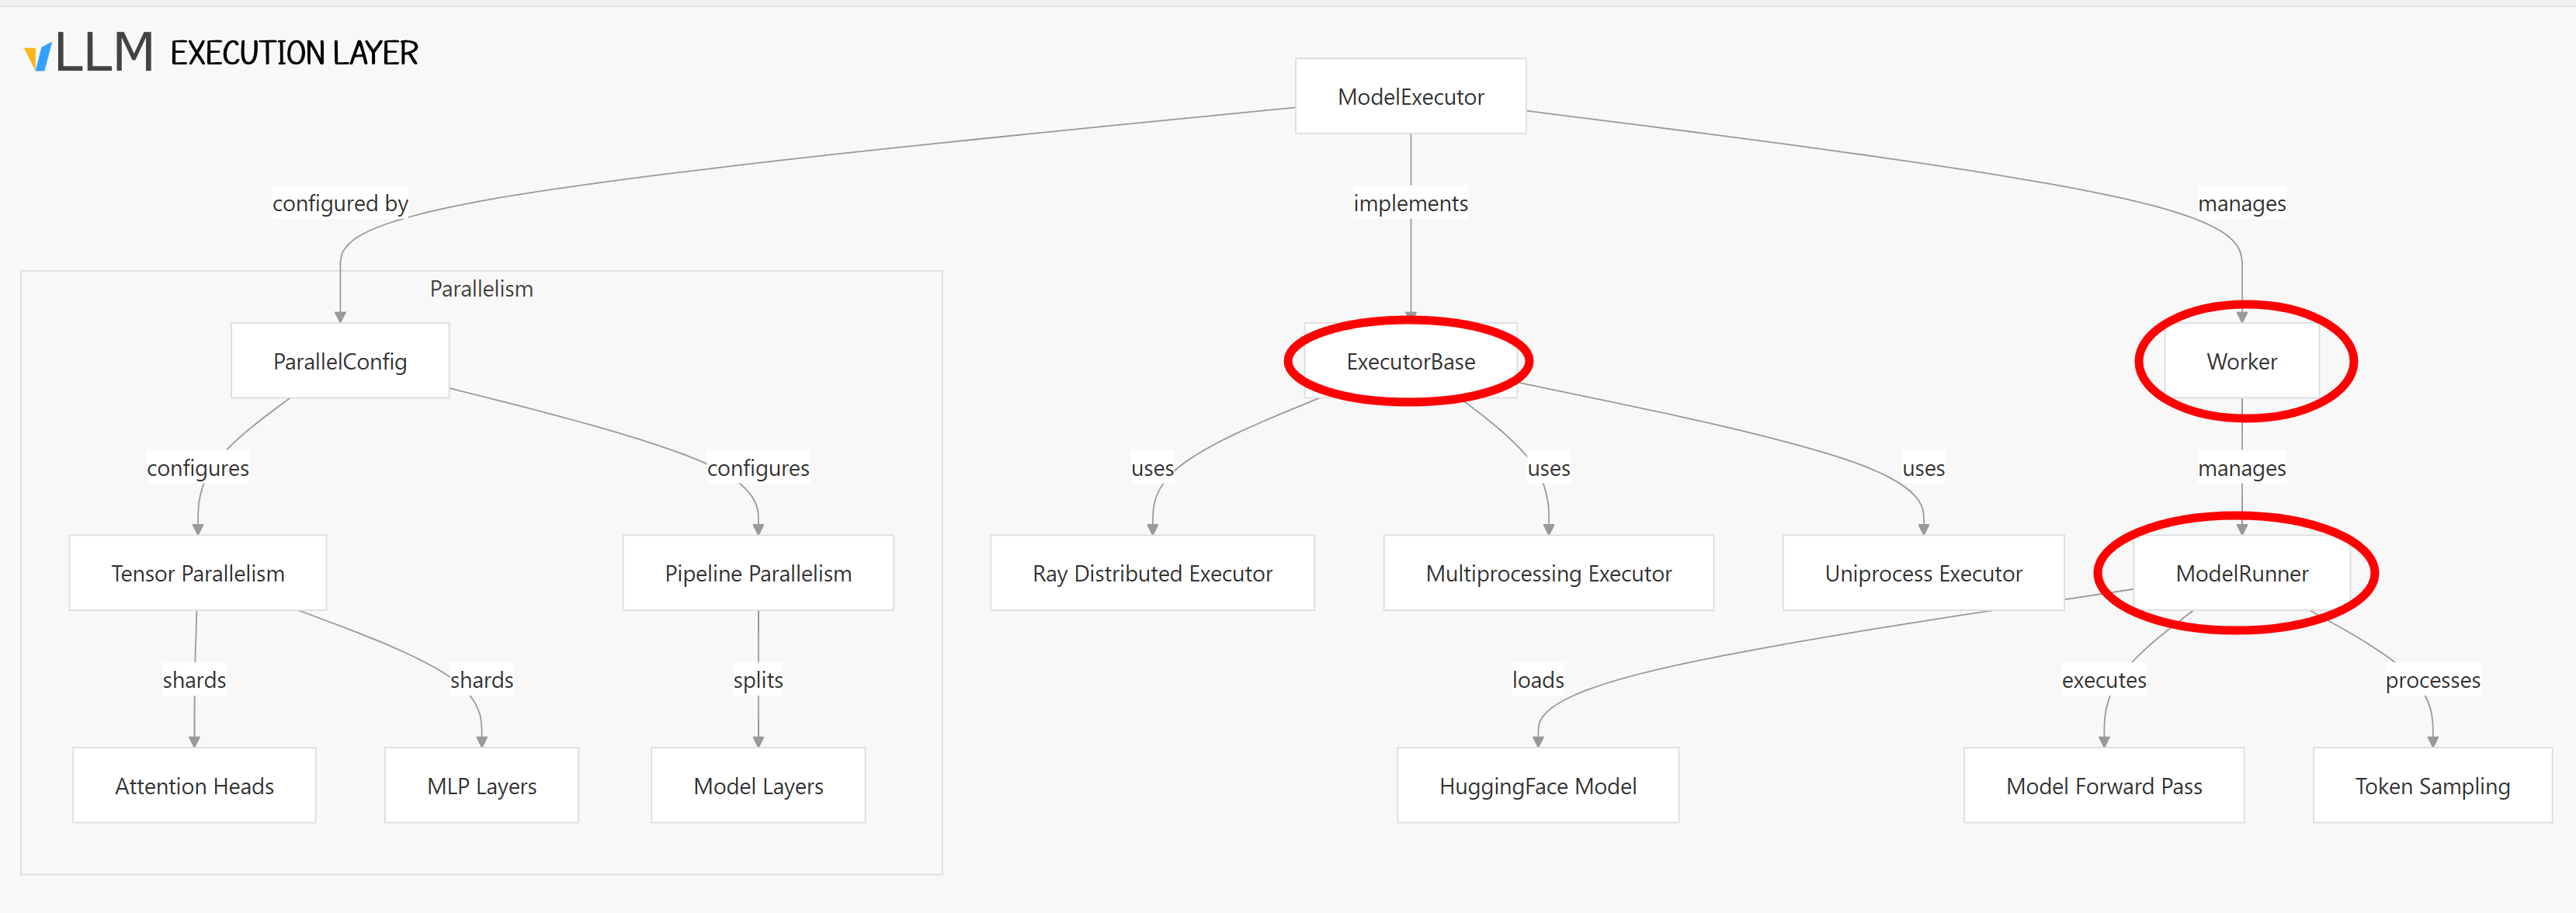 vLLM EXECUTION LAYER
ModelExecutor
configured by
implements
manages
Parallelism
ParallelConfig
ExecutorBase
Worker
configures
configures
uses
uses
uses
manages
Tensor Parallelism
Pipeline Parallelism
Ray Distributed Executor
Multiprocessing Executor
Uniprocess Executor
ModelRunner
shards
shards
splits
loads
executes
processes
Attention Heads
MLP Layers
Model Layers
HuggingFace Model
Model Forward Pass
Token Sampling